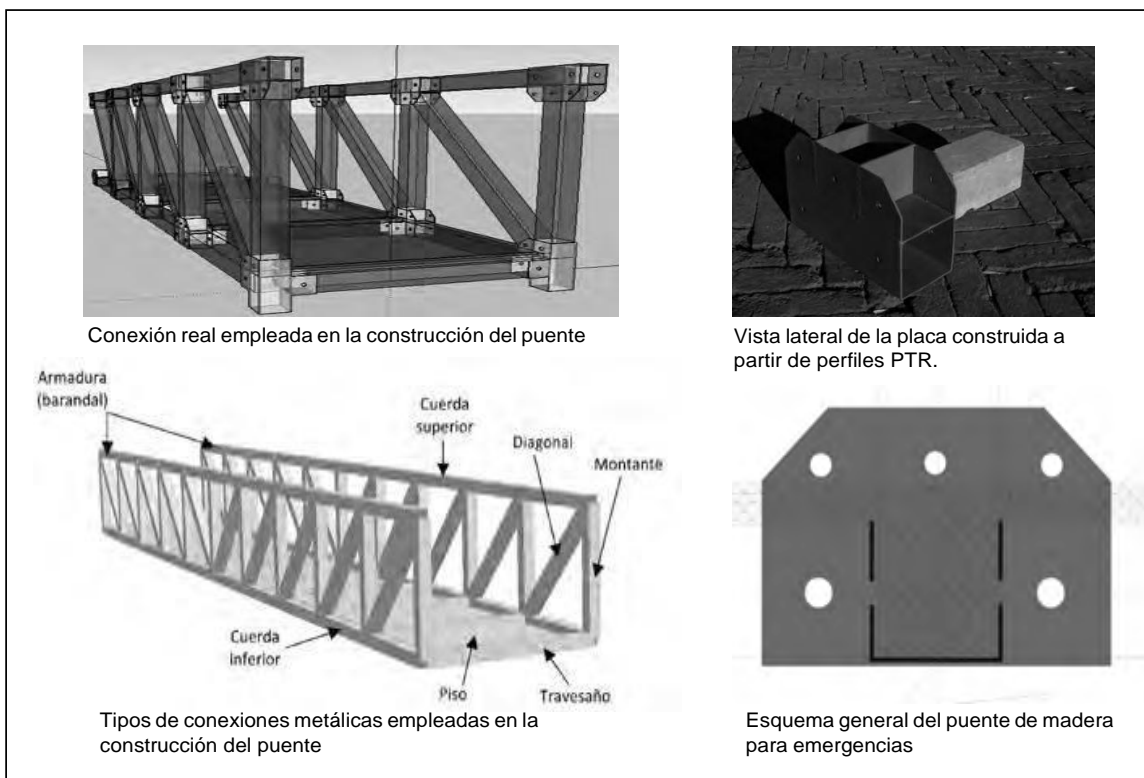 Conexión real empleada en la construcción del puente
Vista lateral de la placa construida a
partir de perfiles PTR.
Armadura
(barandal)
Cuerda
superior
Diagonal
Montante
Cuerda
inferior
Piso
Travesaño
Tipos de conexiones metálicas empleadas en la
construcción del puente
Esquema general del puente de madera
para emergencias